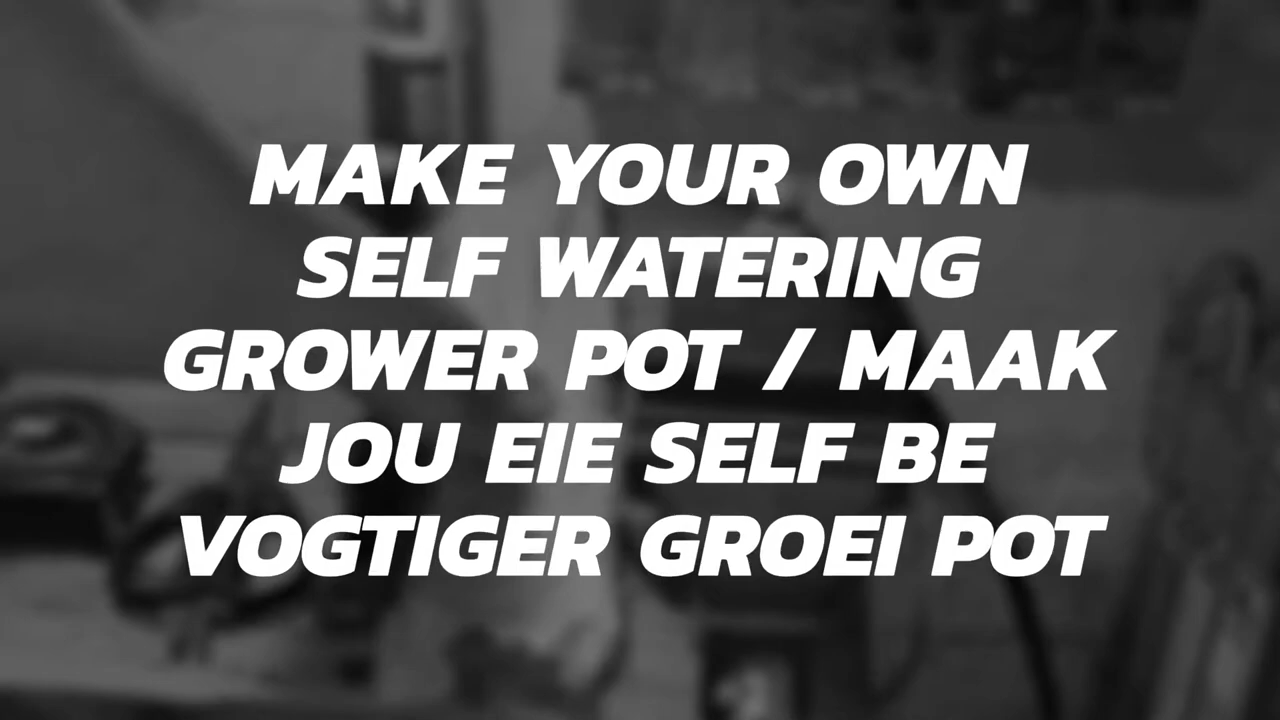 MAKE YOUR OWN
SELF WATERING
GROWER POT / MAAK
JOU EIE SELF BE
VOGTIGER GROEI POT